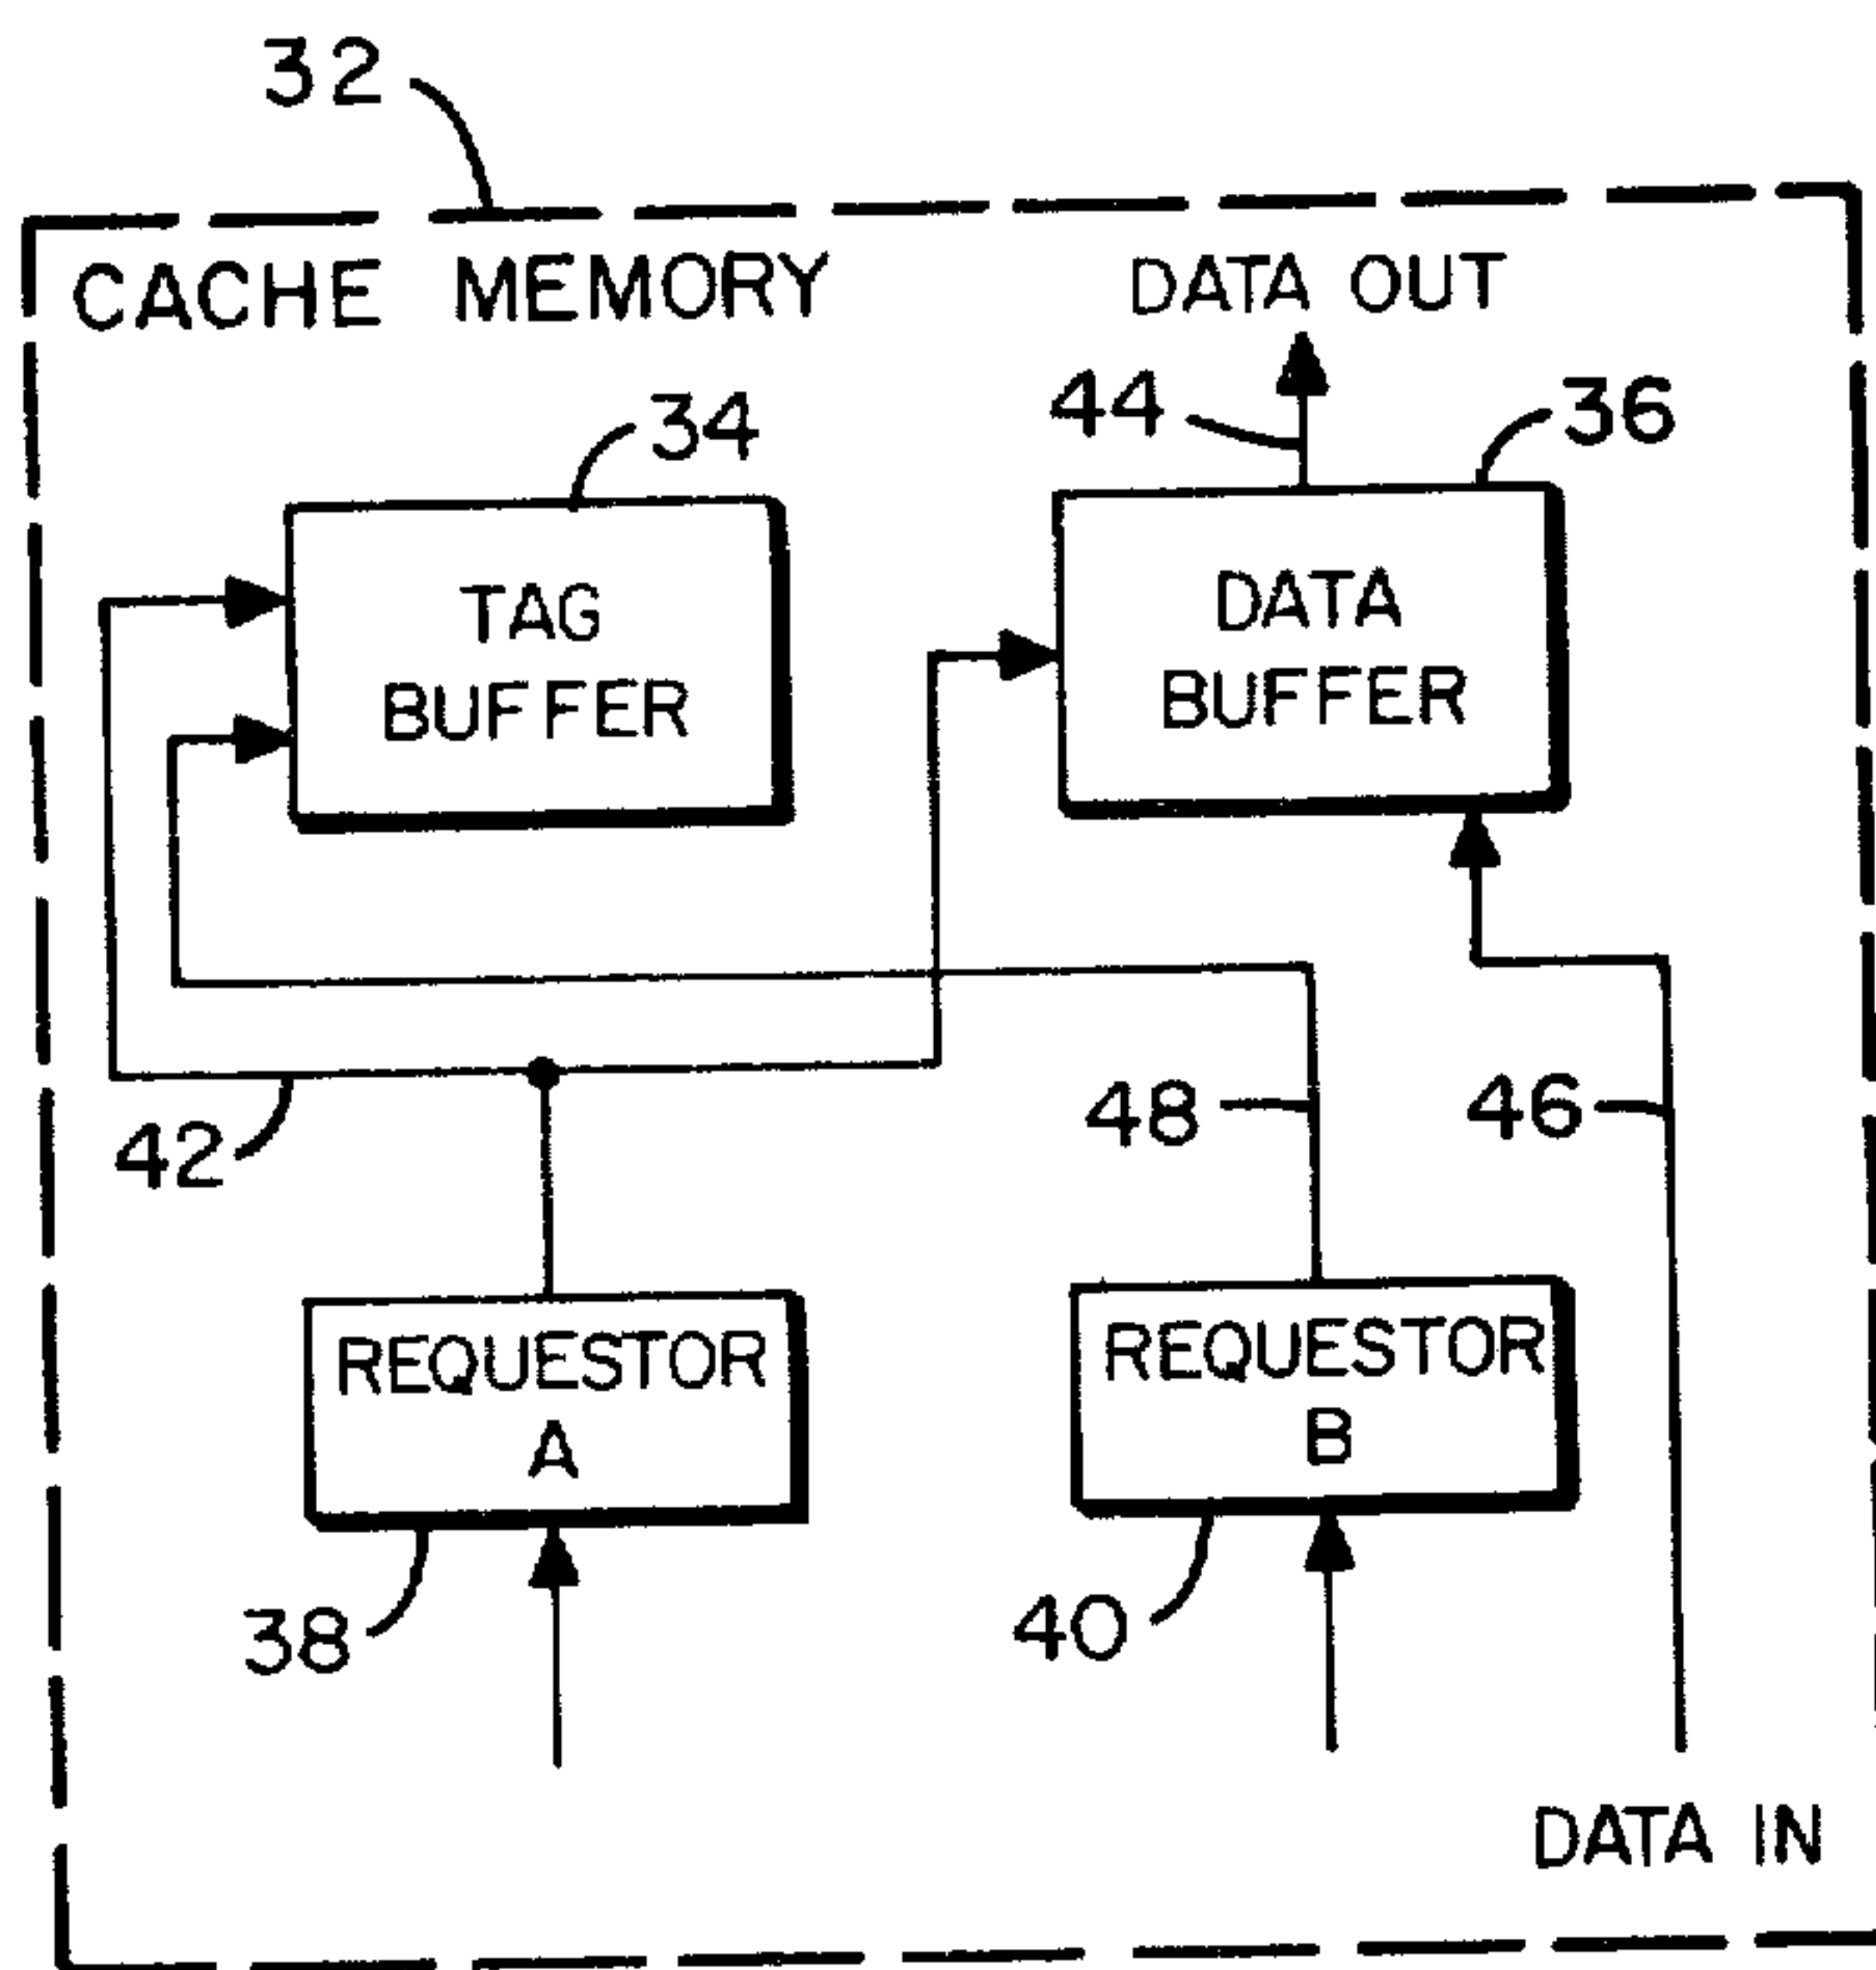 32
CACHE MEMORY
DATA OUT
34
44
36
TAG
BUFFER
DATA
BUFFER
42
48
46
REQUESTOR
A
REQUESTOR
B
38
40
DATA IN